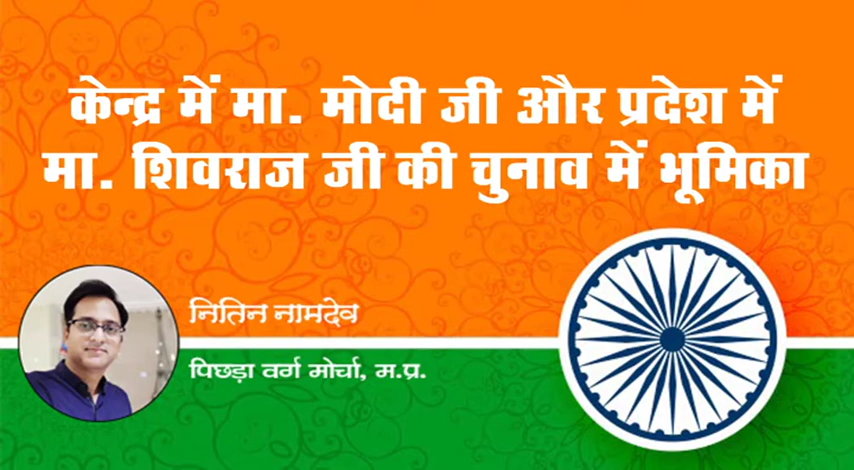 केन्द्र में मा. मोदी जी और प्रदेश में
मा. शिवराज जी की चुनाव में भूमिका
नितिन नामदेव
पिछड़ा वर्ग मोर्चा, म.प्र.